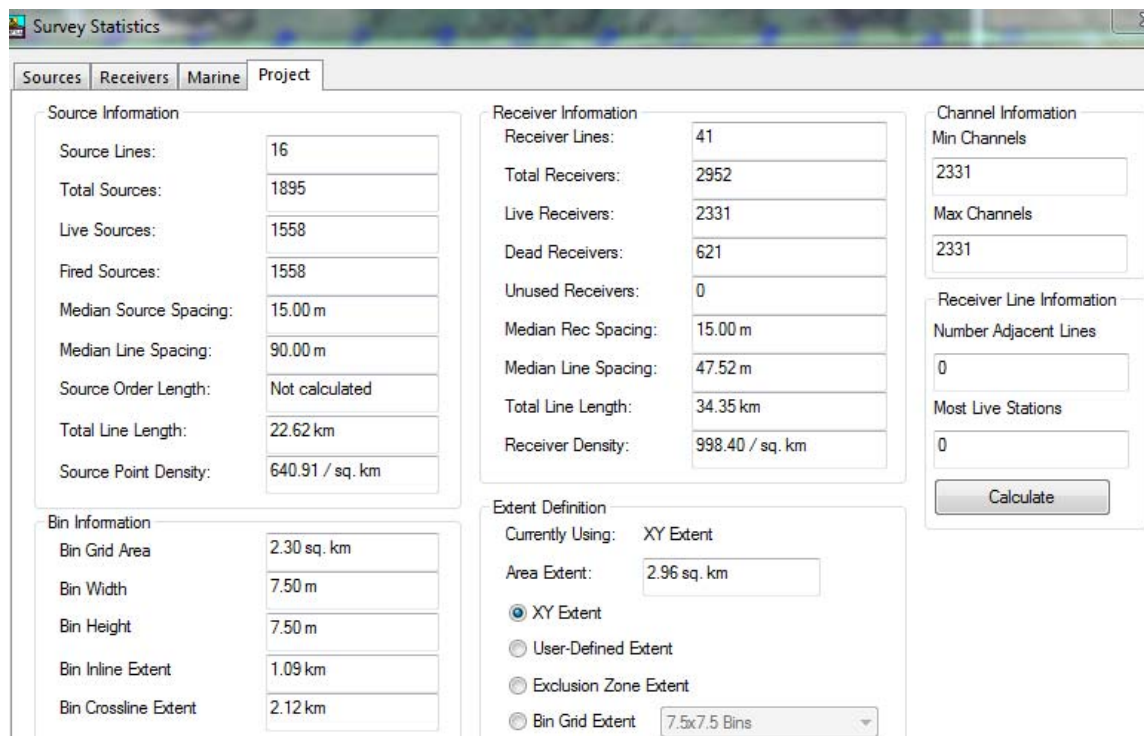 Survey Statistics
Sources Receivers Marine Project
Source Information
Source Lines: 16
Total Sources: 1895
Live Sources: 1558
Fired Sources: 1558
Median Source Spacing: 15.00 m
Median Line Spacing: 90.00 m
Source Order Length: Not calculated
Total Line Length: 22.62 km
Source Point Density: 640.91 / sq. km
Bin Information
Bin Grid Area 2.30 sq. km
Bin Width 7.50 m
Bin Height 7.50 m
Bin Inline Extent 1.09 km
Bin Crossline Extent 2.12 km
Receiver Information
Receiver Lines: 41
Total Receivers: 2952
Live Receivers: 2331
Dead Receivers: 621
Unused Receivers: 0
Median Rec Spacing: 15.00 m
Median Line Spacing: 47.52 m
Total Line Length: 34.35 km
Receiver Density: 998.40 / sq. km
Extent Definition
Currently Using: XY Extent
Area Extent: 2.96 sq. km
XY Extent
User-Defined Extent
Exclusion Zone Extent
Bin Grid Extent 7.5x7.5 Bins
Channel Information
Min Channels
2331
Max Channels
2331
Receiver Line Information
Number Adjacent Lines
0
Most Live Stations
0
Calculate